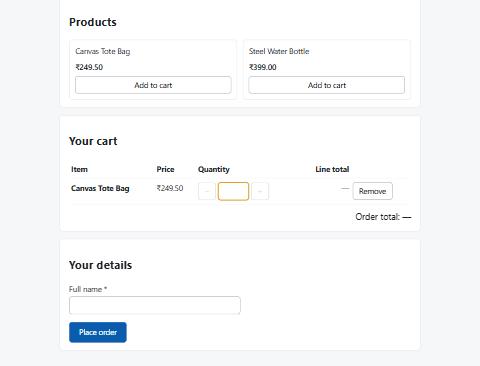 Products
Canvas Tote Bag
₹249.50
Add to cart
Steel Water Bottle
₹399.00
Add to cart
Your cart
Item Price Quantity Line total
Canvas Tote Bag ₹249.50 — Remove
Order total: —
Your details
Full name *
Place order